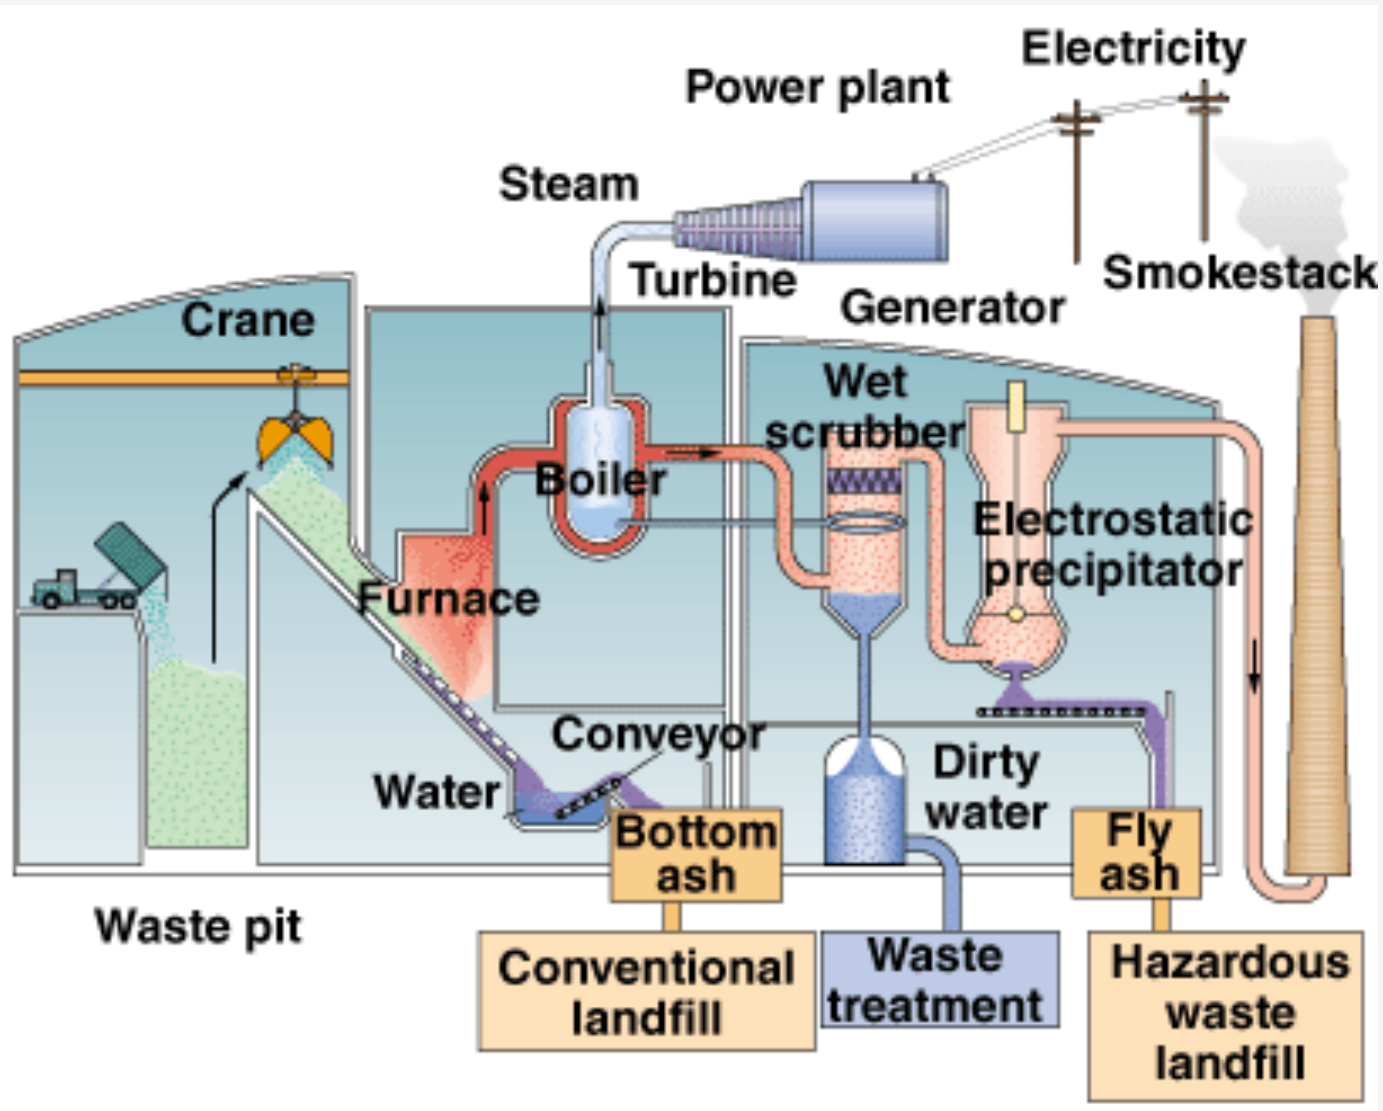 Electricity
Power plant
Steam
Turbine
Smokestack
Generator
Crane
Wet
scrubber
Boiler
Electrostatic
precipitator
Furnace
Conveyor
Water
Dirty
water
Bottom
ash
Fly
ash
Waste pit
Conventional
landfill
Waste
treatment
Hazardous
waste
landfill